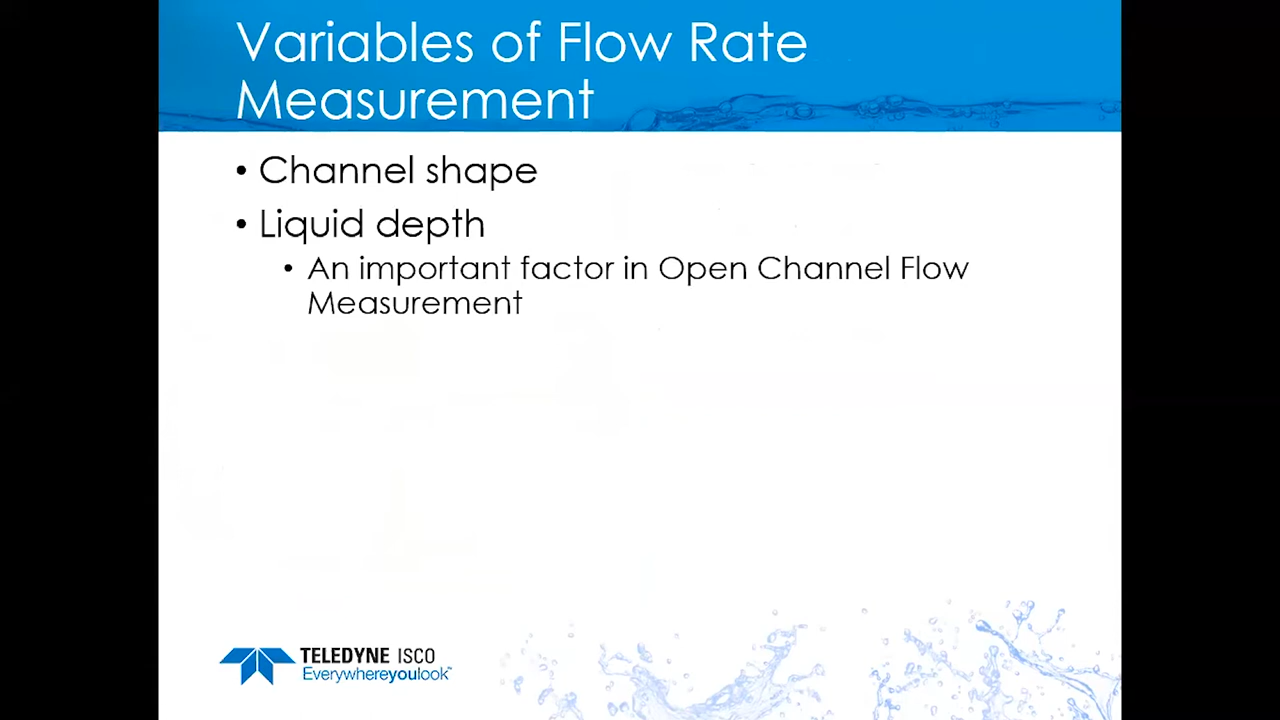 Variables of Flow Rate
Measurement
• Channel shape
• Liquid depth
• An important factor in Open Channel Flow
Measurement
TELEDYNE ISCO
Everywhereyoulook™